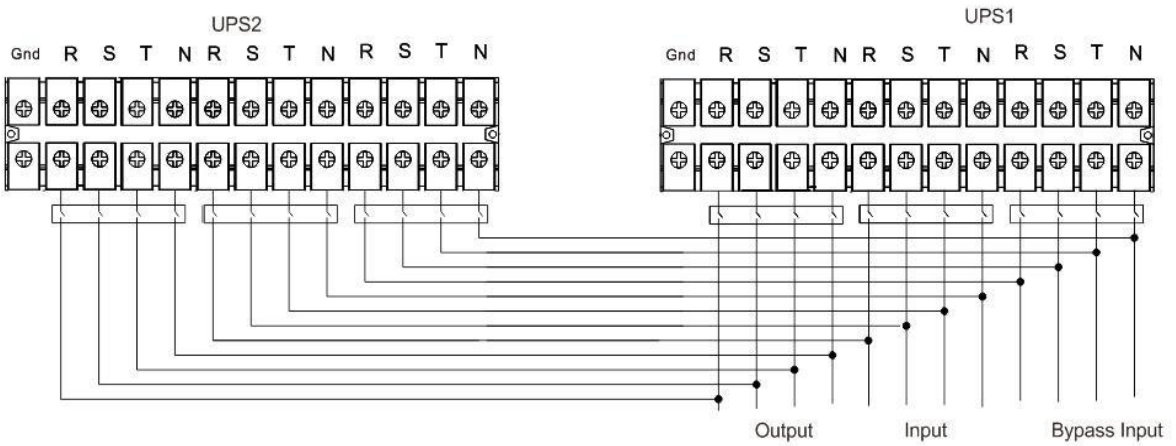 UPS2
Gnd R S T N R S T N R S T N
UPS1
Gnd R S T N R S T N R S T N
Output
Input
Bypass Input